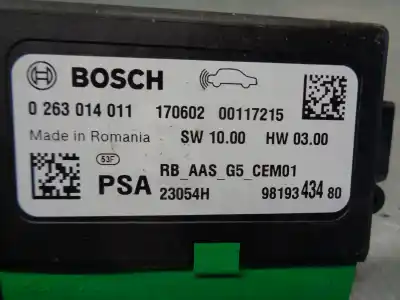 BOSCH
0 263 014 011 170602 00117215
Made in Romania SW 10.00 HW 03.00
53F RB_AAS_G5_CEM01
PSA 23054H 98193 434 80